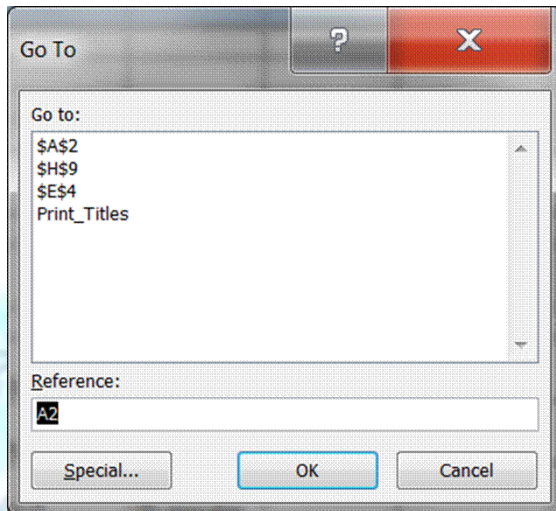 Go To
Go to:
$A$2
$H$9
$E$4
Print_Titles
Reference:
A2
Special... OK Cancel